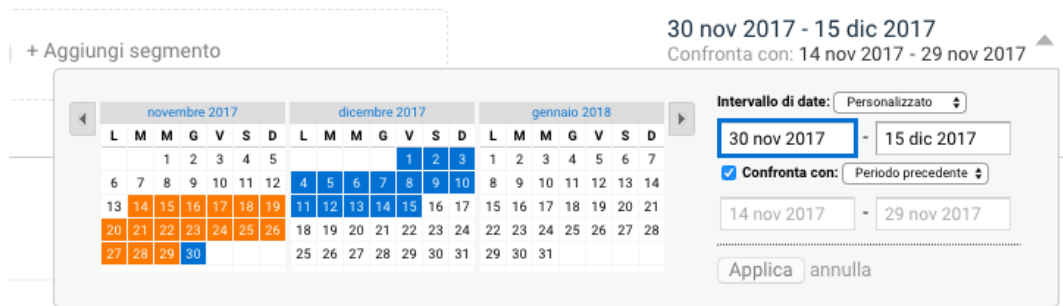 30 nov 2017 - 15 dic 2017
+ Aggiungi segmento
Confronta con: 14 nov 2017 - 29 nov 2017
novembre 2017 dicembre 2017 gennaio 2018
L M M G V S D L M M G V S D L M M G V S D
1 2 3 4 5 1 2 3 1 2 3 4 5 6 7
6 7 8 9 10 11 12 4 5 6 7 8 9 10 8 9 10 11 12 13 14
13 14 15 16 17 18 19 11 12 13 14 15 16 17 15 16 17 18 19 20 21
20 21 22 23 24 25 26 18 19 20 21 22 23 24 22 23 24 25 26 27 28
27 28 29 30 25 26 27 28 29 30 31 29 30 31
Intervallo di date: Personalizzato
30 nov 2017 - 15 dic 2017
Confronta con: Periodo precedente
14 nov 2017 - 29 nov 2017
Applica annulla